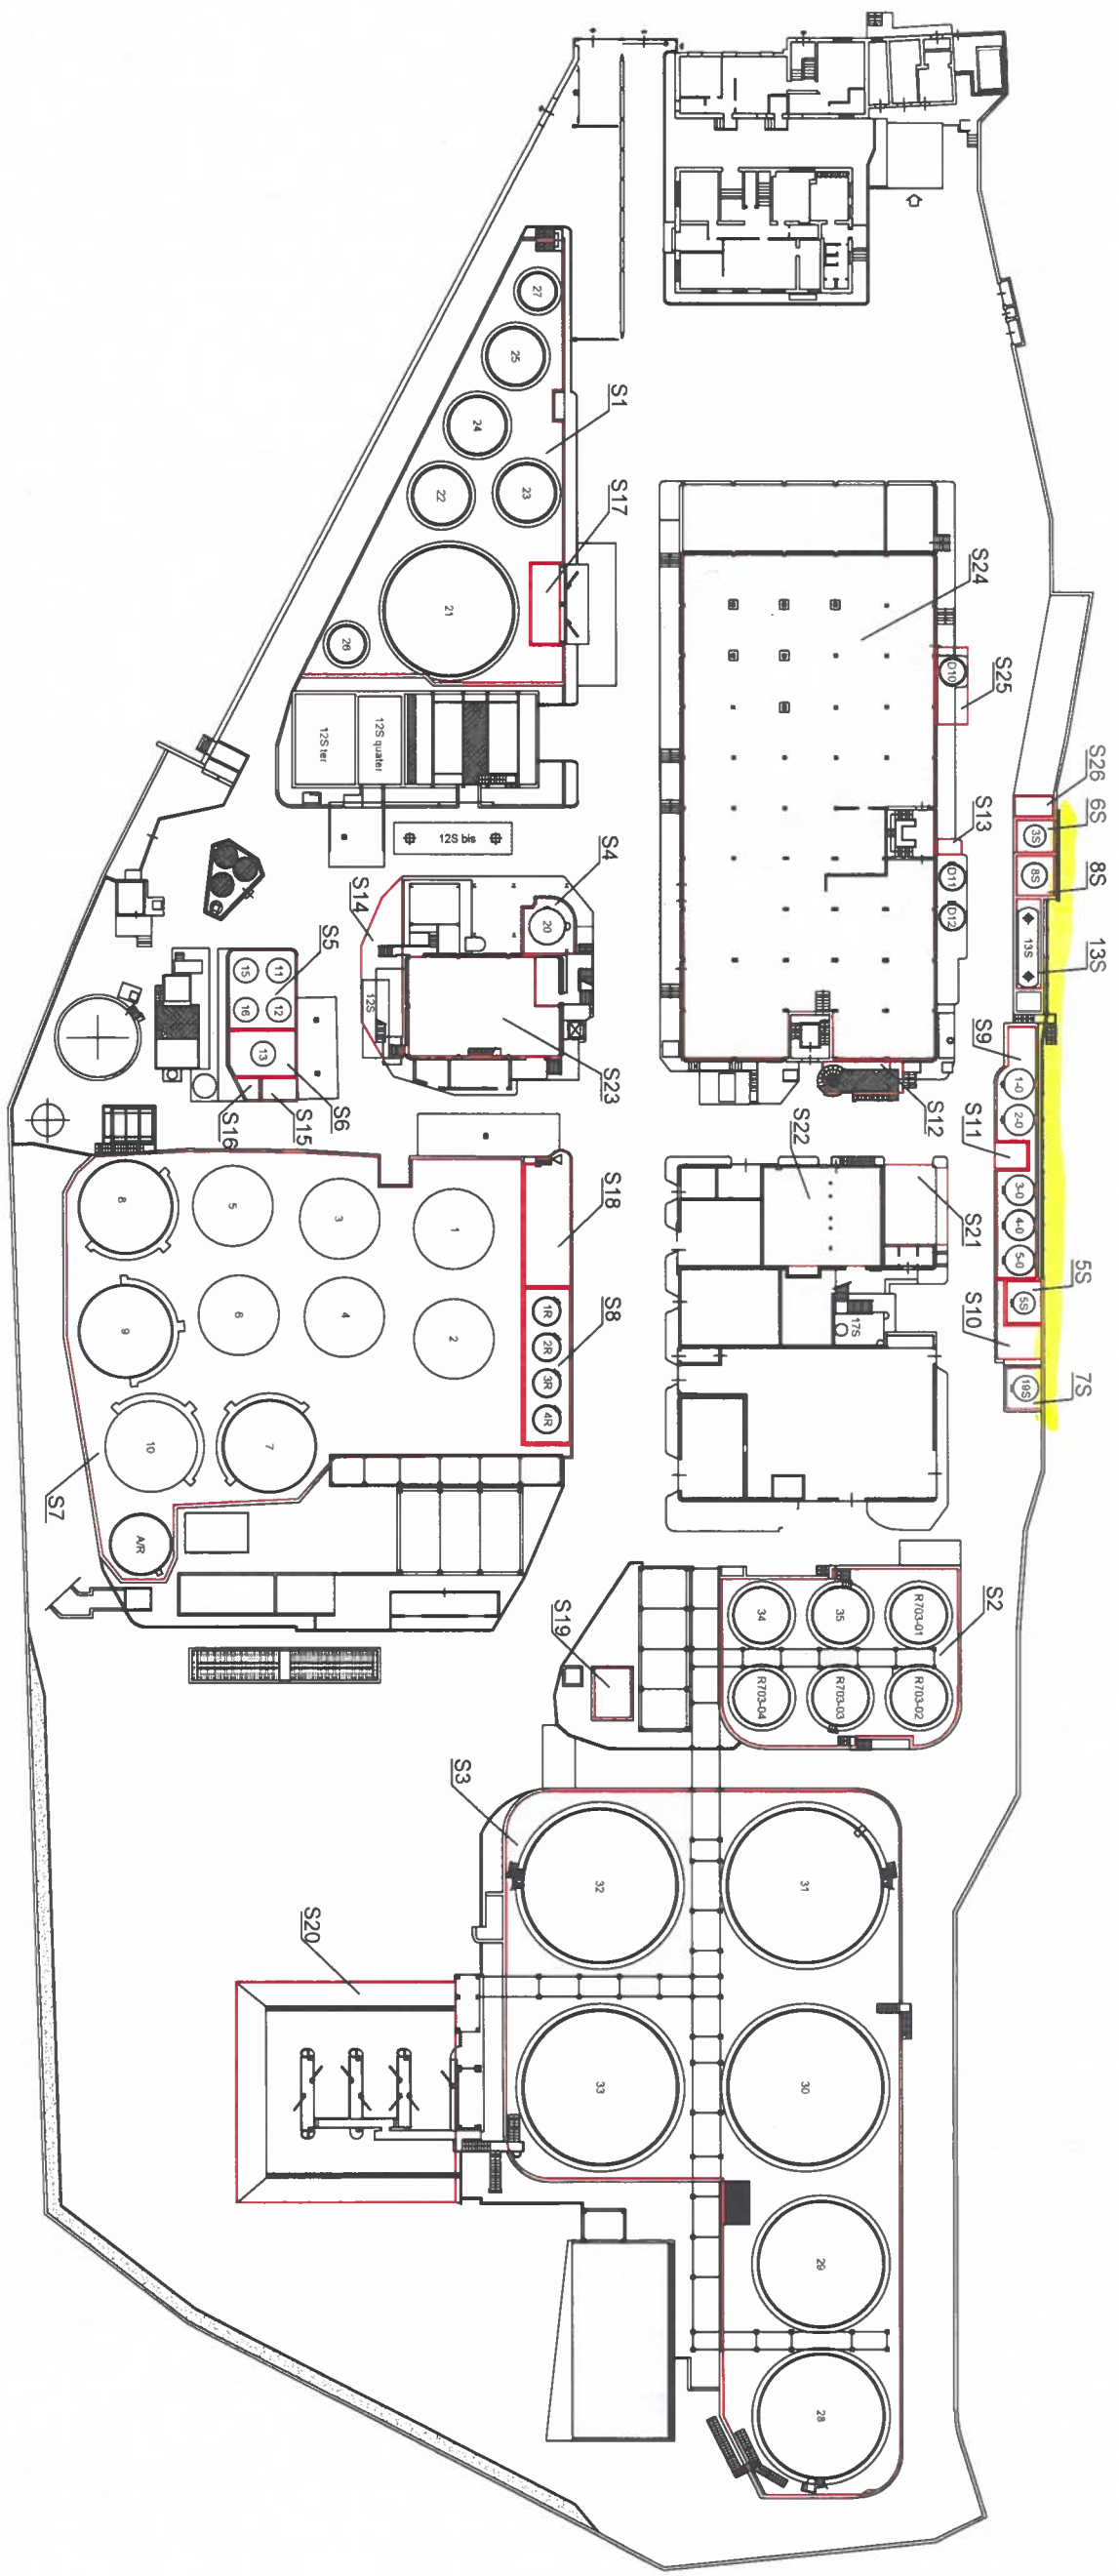 27
25
S1
24
22
23
S17
21
26
S24
D10
S25
S26
6S
3S
8S
8S
13S
13S
S13
D11
D12
12S ter
12S quater
12S bis
S4
20
S14
12S
S23
S5
15
11
16
12
13
S6
S15
S16
S9
1-0
2-0
S11
3-0
4-0
5-0
5S
5S
S10
19S
7S
S12
S22
S21
17S
S18
S8
1R
2R
3R
4R
8
5
3
1
9
6
4
2
10
7
A/R
S7
S2
34
35
R703-01
R703-04
R703-03
R703-02
S19
S3
32
31
S20
33
30
29
28